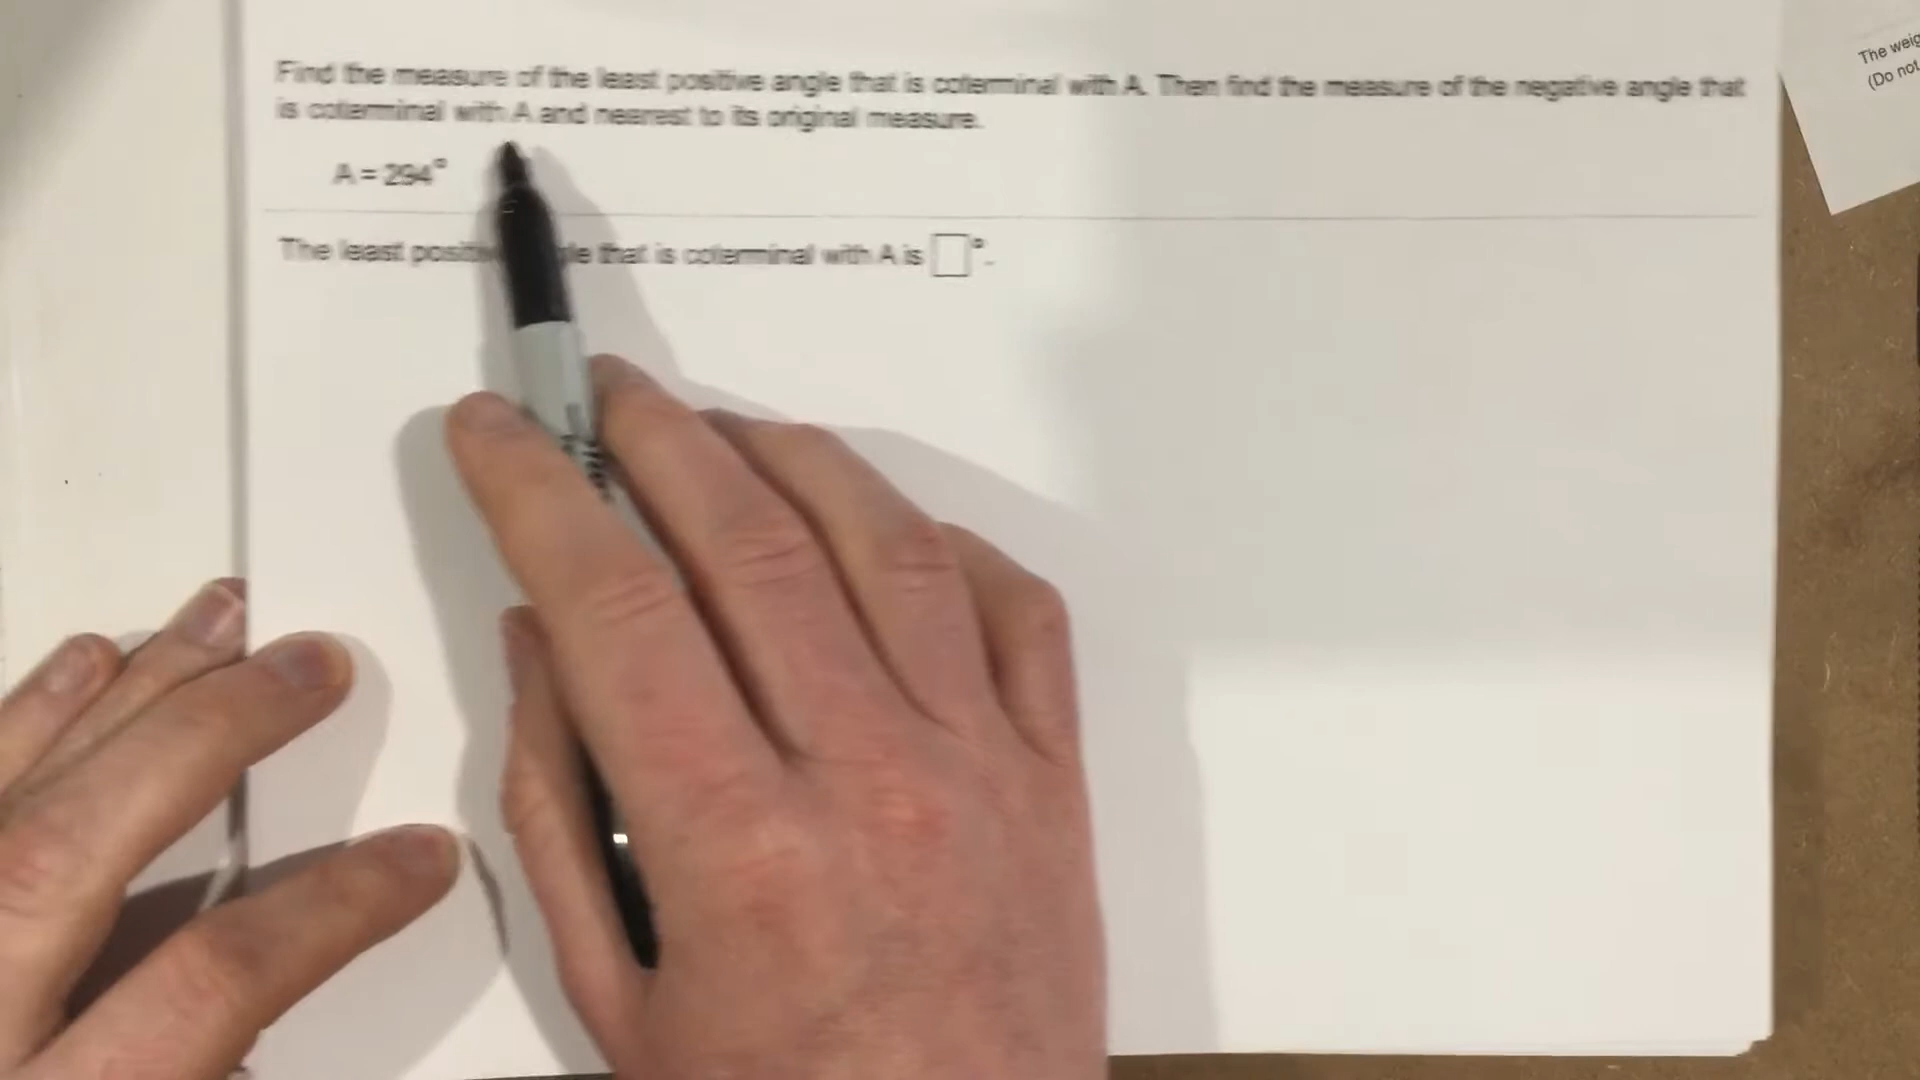 Find the measure of the least positive angle that is coterminal with A. Then find the measure of the negative angle that
is coterminal with A and nearest to its original measure.
A = 294°
The least positi le that is coterminal with A is °.
The weig
(Do not